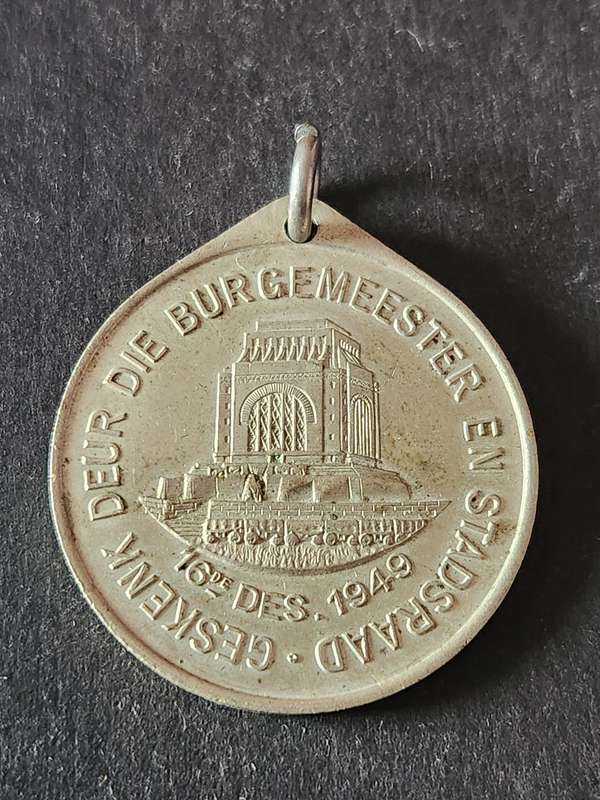 GESKENK DEUR DIE BURGEMEESTER EN STADSRAAD ·
16DE DES. 1949